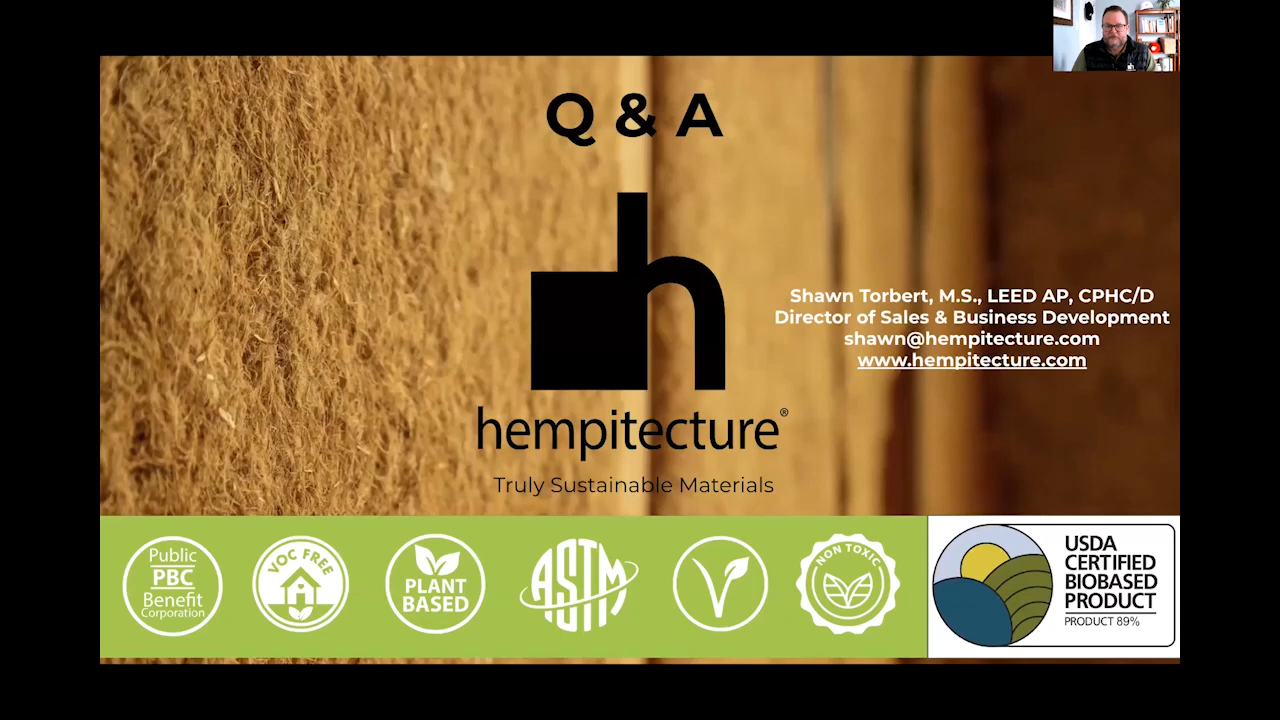 Q & A
hempitecture®
Truly Sustainable Materials
Shawn Torbert, M.S., LEED AP, CPHC/D
Director of Sales & Business Development
shawn@hempitecture.com
www.hempitecture.com
Public
PBC
Benefit
Corporation
VOC FREE
PLANT
BASED
ASTM
NON TOXIC
USDA
CERTIFIED
BIOBASED
PRODUCT
PRODUCT 89%